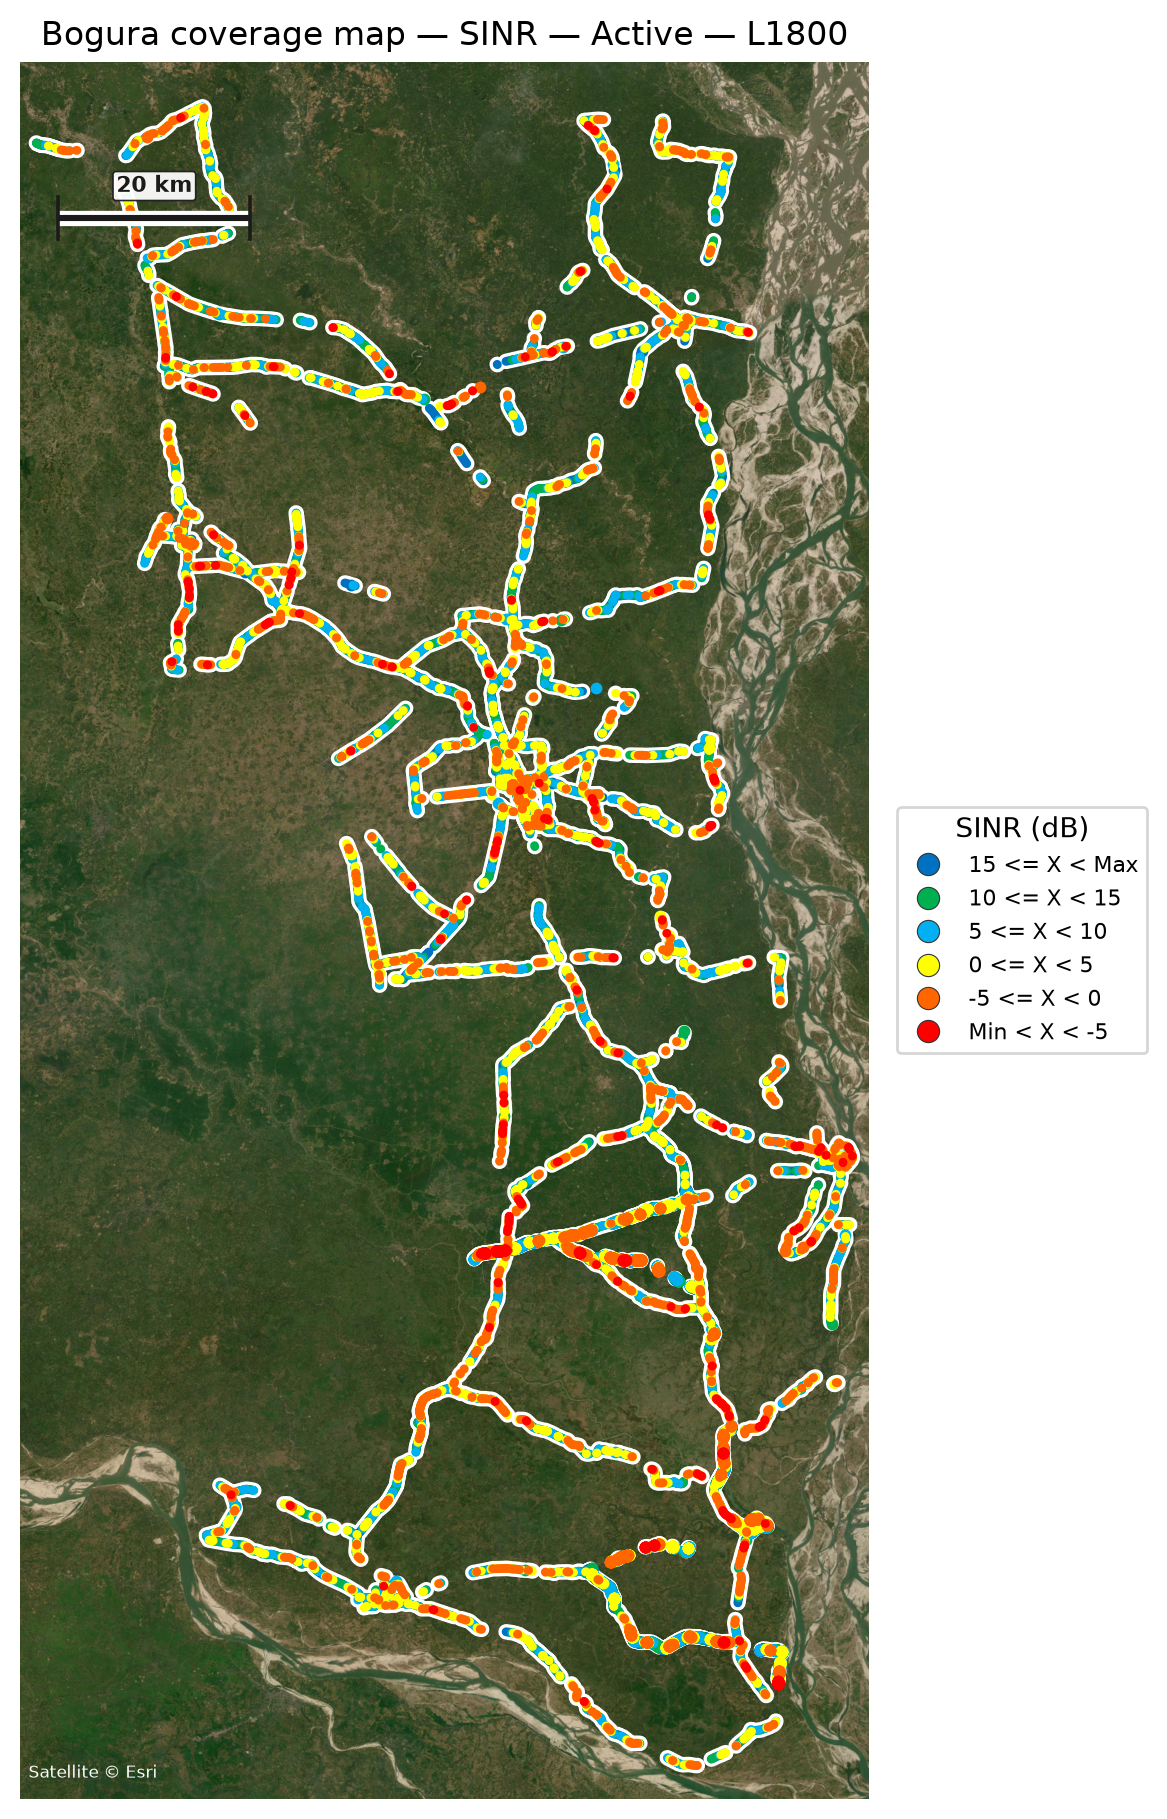 Bogura coverage map — SINR — Active — L1800
20 km
SINR (dB)
15 <= X < Max
10 <= X < 15
5 <= X < 10
0 <= X < 5
-5 <= X < 0
Min < X < -5
Satellite © Esri